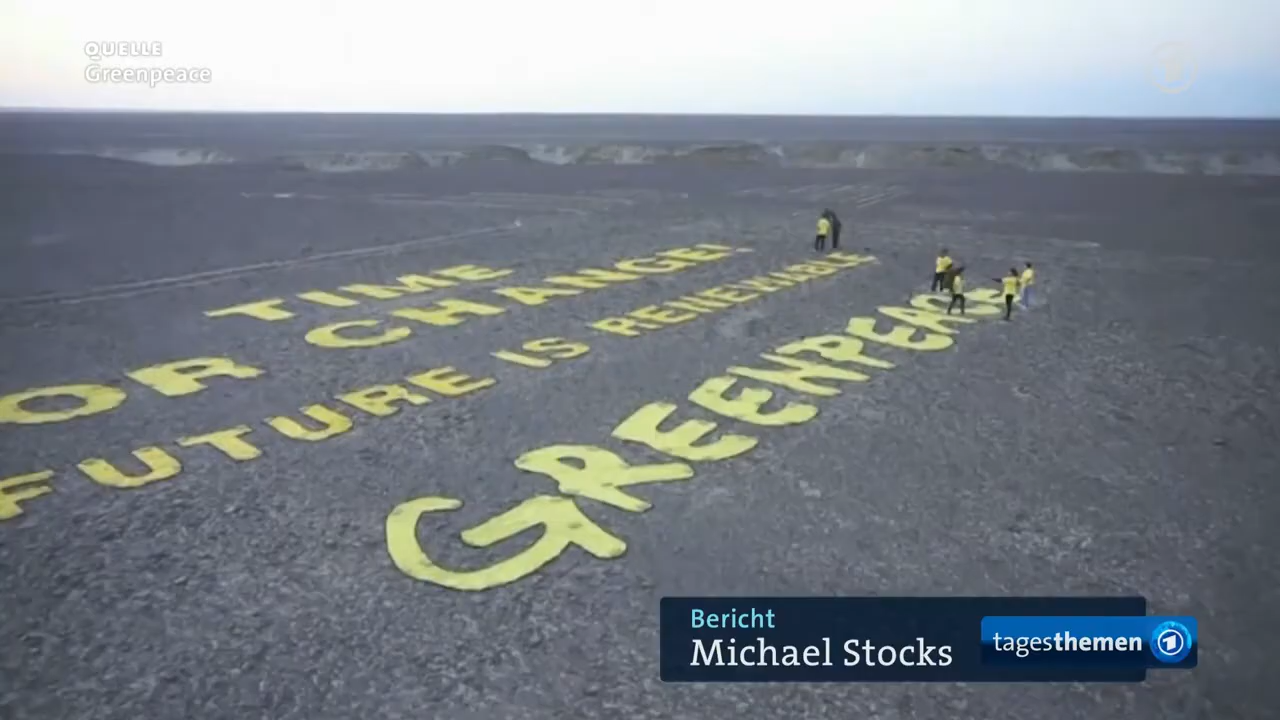 QUELLE
Greenpeace
TIME
OR CHANGE!
FUTURE IS RENEWABLE
GREENPEACE
Bericht
Michael Stocks
tagesthemen